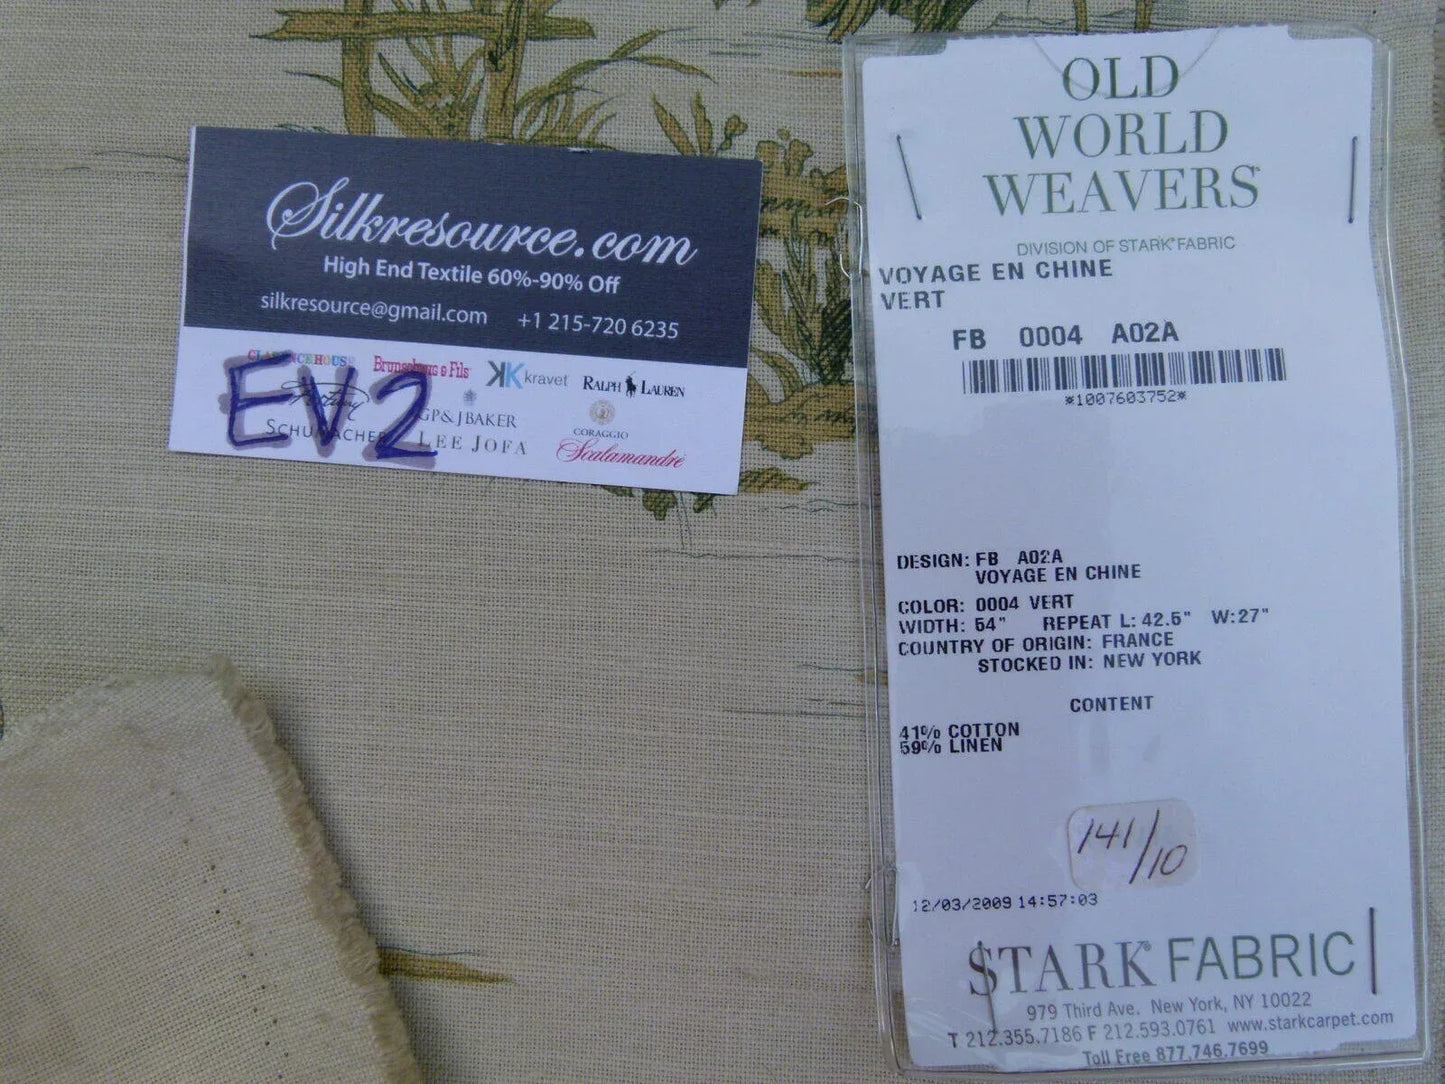 Silkresource.com
High End Textile 60%-90% Off
silkresource@gmail.com +1 215-720 6235
CLARENCE HOUSE Brunschwig & Fils kravet RALPH LAUREN
EV2
GP&JBAKER
SCHUMACHER LEE JOFA
CORAGGIO
Scalamandré
OLD
WORLD
WEAVERS
DIVISION OF STARK FABRIC
VOYAGE EN CHINE
VERT
FB 0004 A02A
*1007603752*
DESIGN: FB A02A
VOYAGE EN CHINE
COLOR: 0004 VERT
WIDTH: 54" REPEAT L: 42.5" W:27"
COUNTRY OF ORIGIN: FRANCE
STOCKED IN: NEW YORK
CONTENT
41% COTTON
59% LINEN
141/10
12/03/2009 14:57:03
STARK FABRIC
979 Third Ave. New York, NY 10022
T 212.355.7186 F 212.593.0761 www.starkcarpet.com
Toll Free 877.746.7699